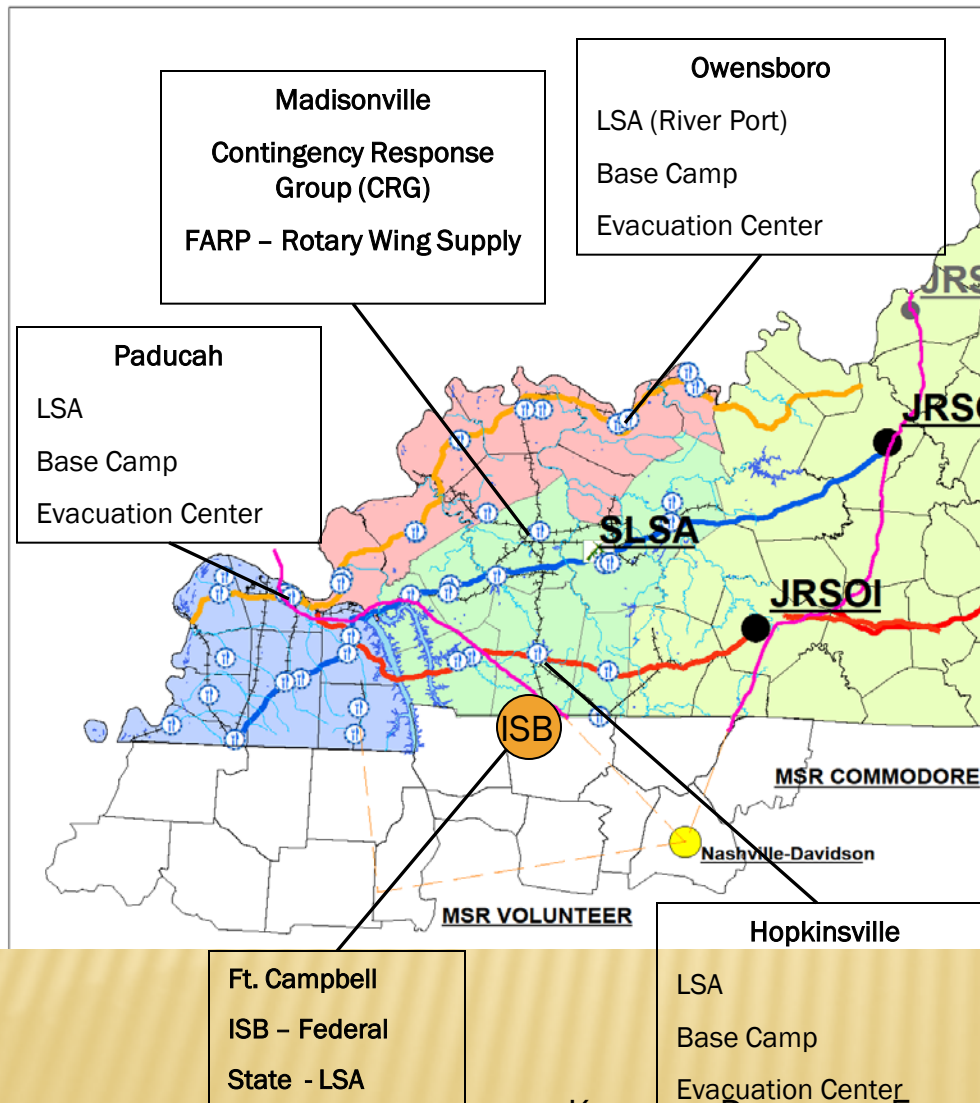 Owensboro
LSA (River Port)
Base Camp
Evacuation Center
Madisonville
Contingency Response
Group (CRG)
FARP – Rotary Wing Supply
Paducah
LSA
Base Camp
Evacuation Center
SLSA
JRSOI
ISB
MSR COMMODORE
Nashville-Davidson
MSR VOLUNTEER
Ft. Campbell
ISB – Federal
State - LSA
Hopkinsville
LSA
Base Camp
Evacuation Center